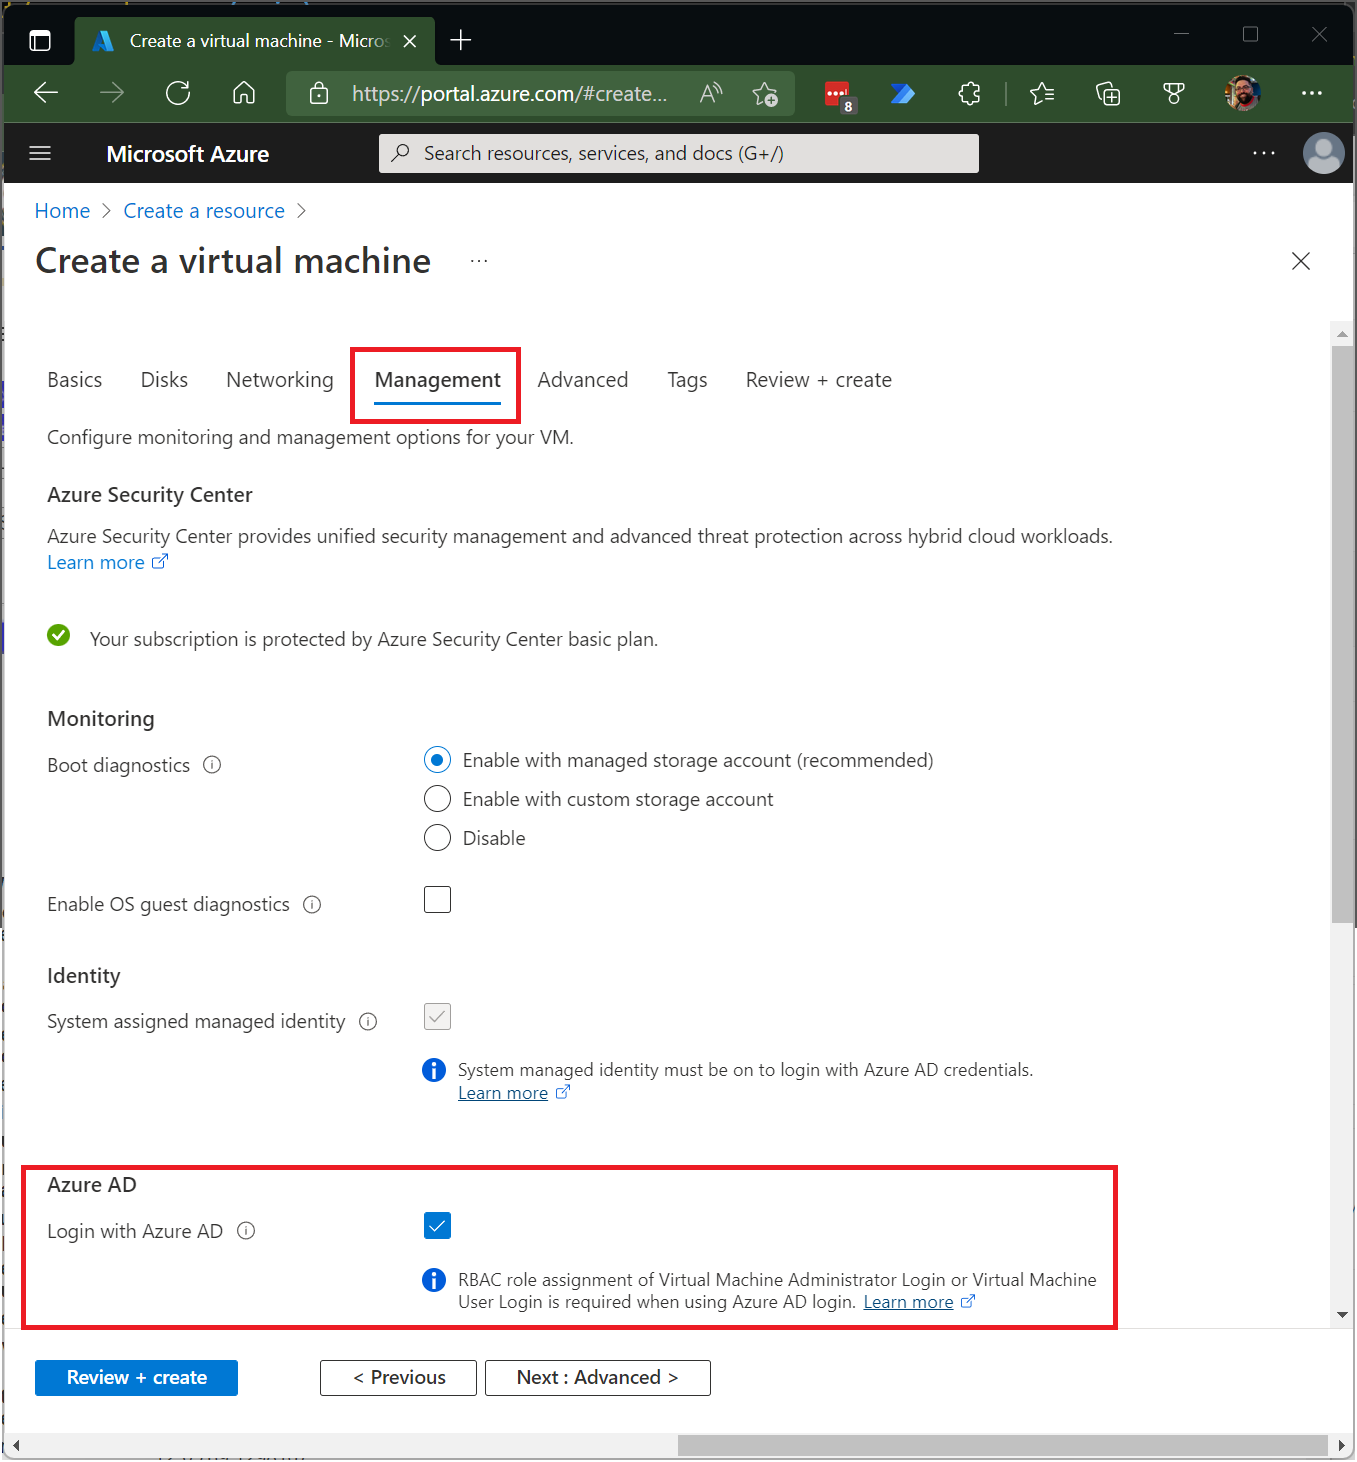 Create a virtual machine - Micros
https://portal.azure.com/#create...
8
Microsoft Azure
Search resources, services, and docs (G+/)
Home > Create a resource >
Create a virtual machine ...
Basics Disks Networking Management Advanced Tags Review + create
Configure monitoring and management options for your VM.
Azure Security Center
Azure Security Center provides unified security management and advanced threat protection across hybrid cloud workloads.
Learn more
Your subscription is protected by Azure Security Center basic plan.
Monitoring
Boot diagnostics
Enable with managed storage account (recommended)
Enable with custom storage account
Disable
Enable OS guest diagnostics
Identity
System assigned managed identity
System managed identity must be on to login with Azure AD credentials.
Learn more
Azure AD
Login with Azure AD
RBAC role assignment of Virtual Machine Administrator Login or Virtual Machine
User Login is required when using Azure AD login. Learn more
Review + create
< Previous
Next : Advanced >